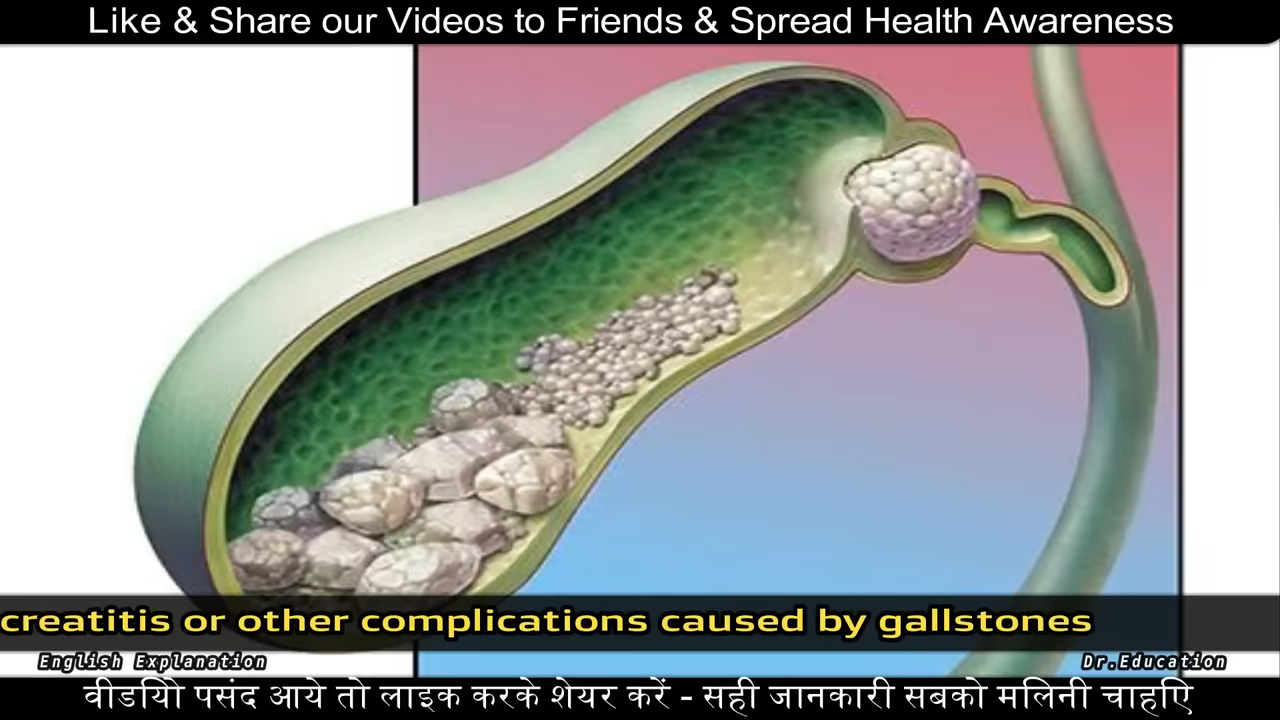 Like & Share our Videos to Friends & Spread Health Awareness
creatitis or other complications caused by gallstones
English Explanation
Dr.Education
वीडियो पसंद आये तो लाइक करके शेयर करें - सही जानकारी सबको मिलनी चाहिए